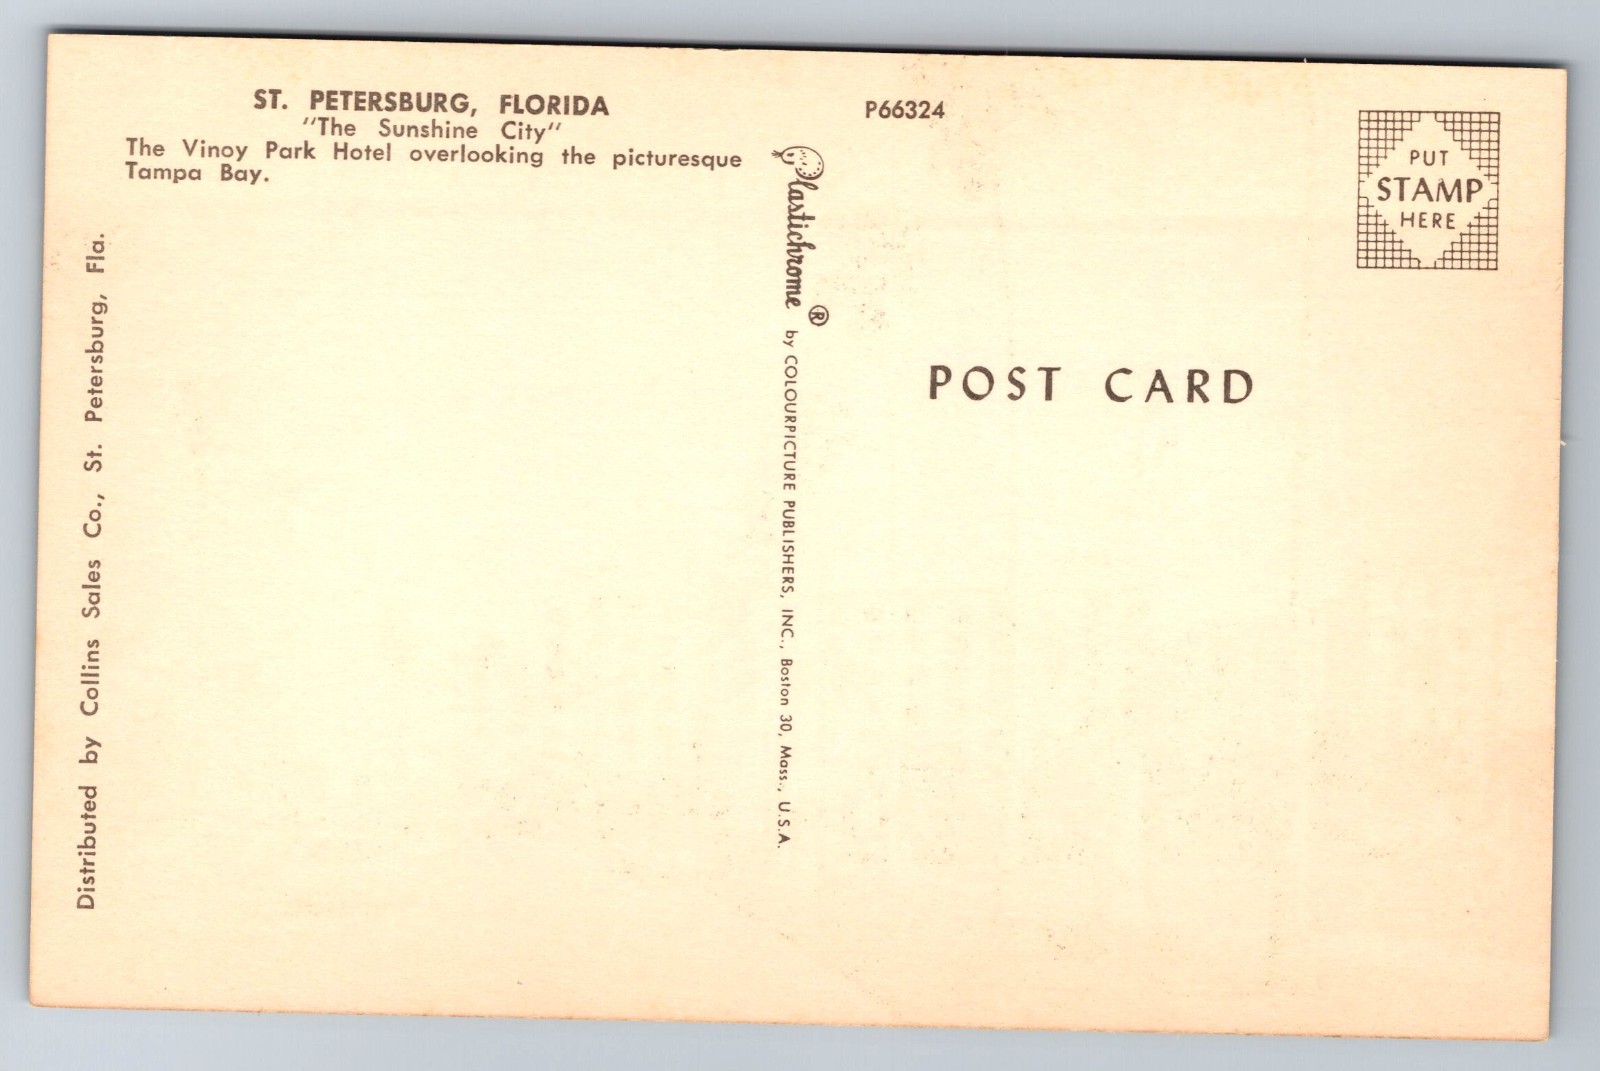 ST. PETERSBURG, FLORIDA
"The Sunshine City"
The Vinoy Park Hotel overlooking the picturesque
Tampa Bay.
Distributed by Collins Sales Co., St. Petersburg, Fla.
P66324
Plastichrome ® by COLOURPICTURE PUBLISHERS, INC., Boston 30, Mass., U.S.A.
PUT
STAMP
HERE
POST CARD